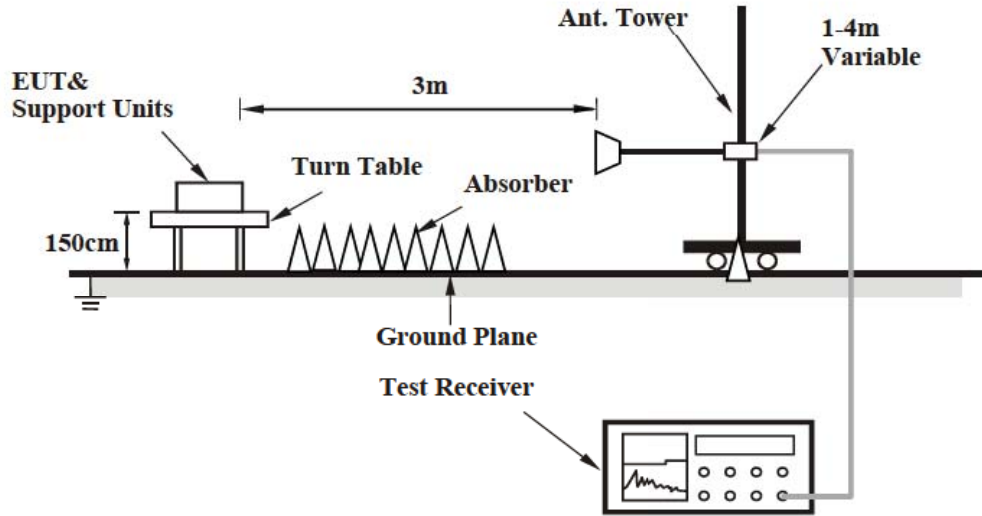 Ant. Tower
1-4m
Variable
EUT&
Support Units
3m
Turn Table
Absorber
150cm
Ground Plane
Test Receiver